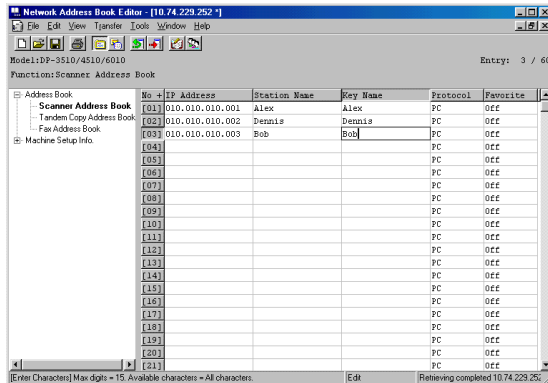 Network Address Book Editor - [10.74.229.252 *]
File Edit View Transfer Tools Window Help
Model:DP-3510/4510/6010 Entry: 3 / 60
Function:Scanner Address Book
Address Book
Scanner Address Book
Tandem Copy Address Book
Fax Address Book
Machine Setup Info.
No + IP Address Station Name Key Name Protocol Favorite
[01] 010.010.010.001 Alex Alex PC Off
[02] 010.010.010.002 Dennis Dennis PC Off
[03] 010.010.010.003 Bob Bob PC Off
[04] PC Off
[05] PC Off
[06] PC Off
[07] PC Off
[08] PC Off
[09] PC Off
[10] PC Off
[11] PC Off
[12] PC Off
[13] PC Off
[14] PC Off
[15] PC Off
[16] PC Off
[17] PC Off
[18] PC Off
[19] PC Off
[20] PC Off
[21] PC Off
[Enter Characters] Max digits = 15. Available characters = All characters. Edit Retrieving completed 10.74.229.252